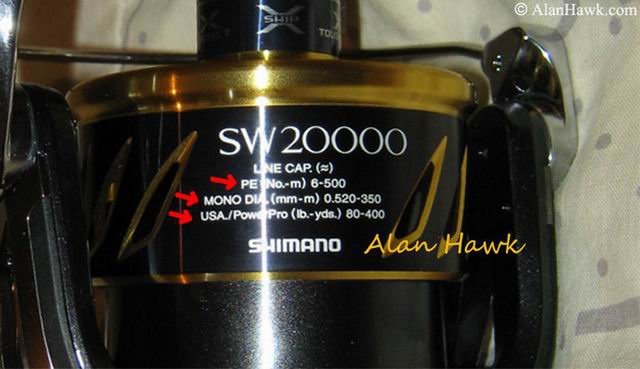 © AlanHawk.com
X
SHIP
SW20000
LINE CAP. (≈)
PE (No.-m) 6-500
MONO DIA. (mm-m) 0.520-350
USA./PowerPro (lb.-yds.) 80-400
SHIMANO
Alan Hawk